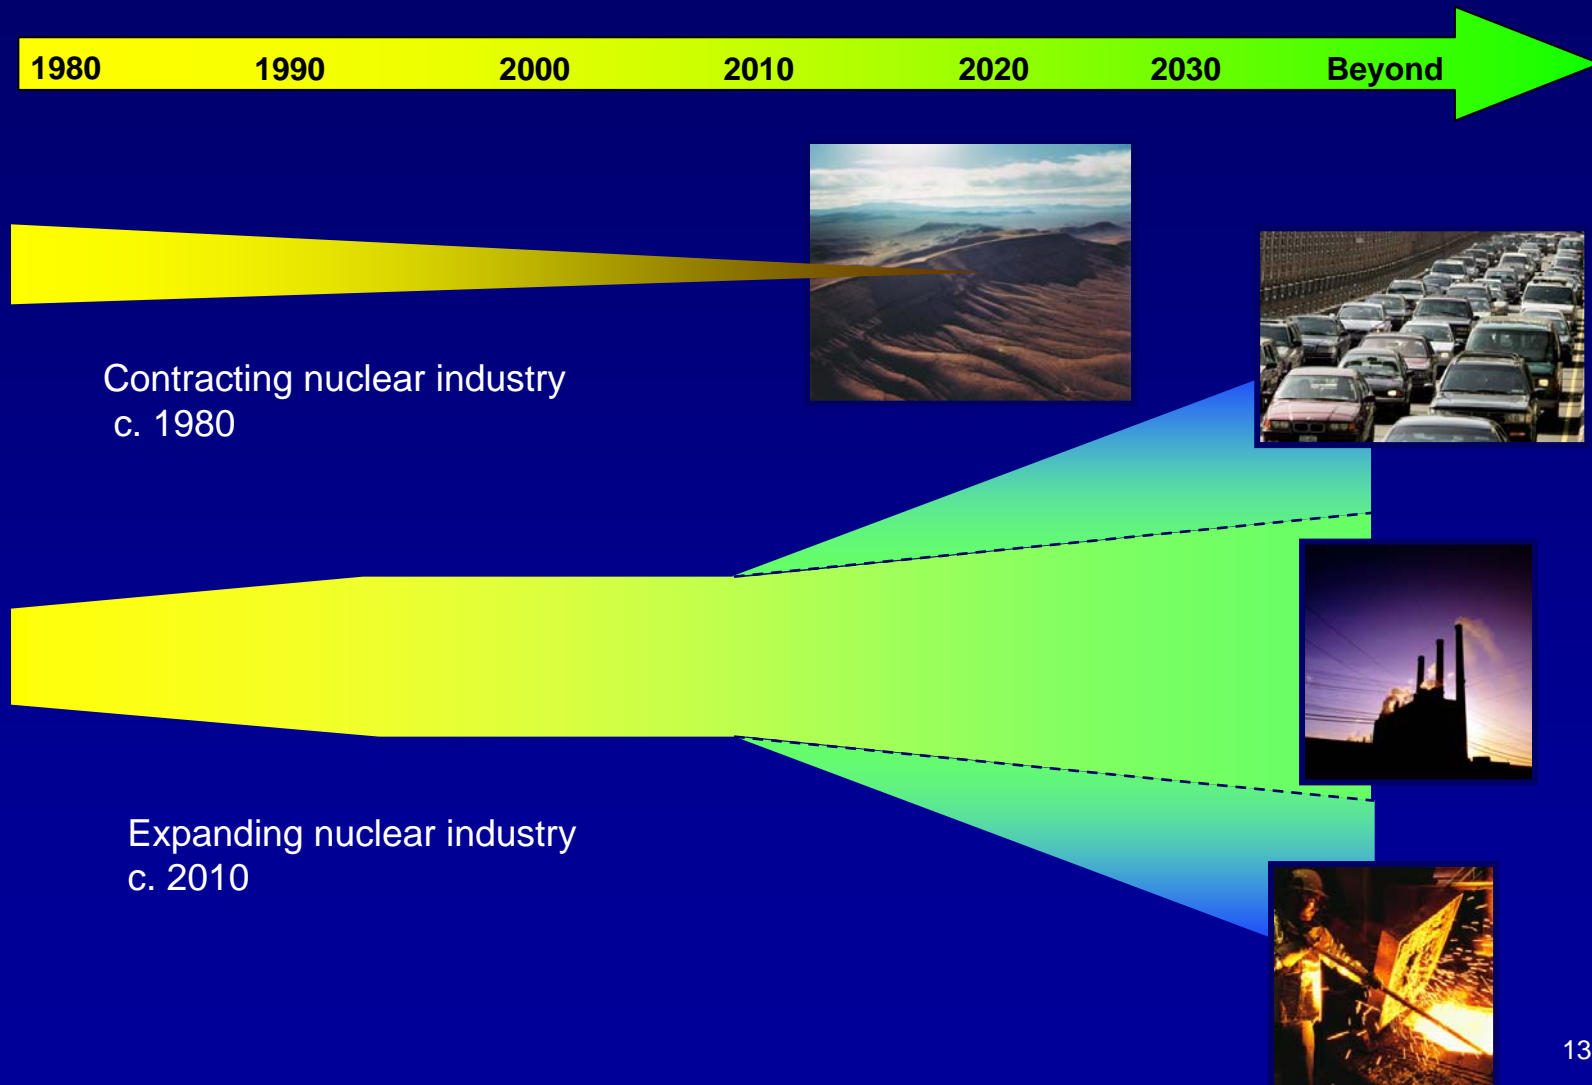 1980 1990 2000 2010 2020 2030 Beyond
Contracting nuclear industry
c. 1980
Expanding nuclear industry
c. 2010
13